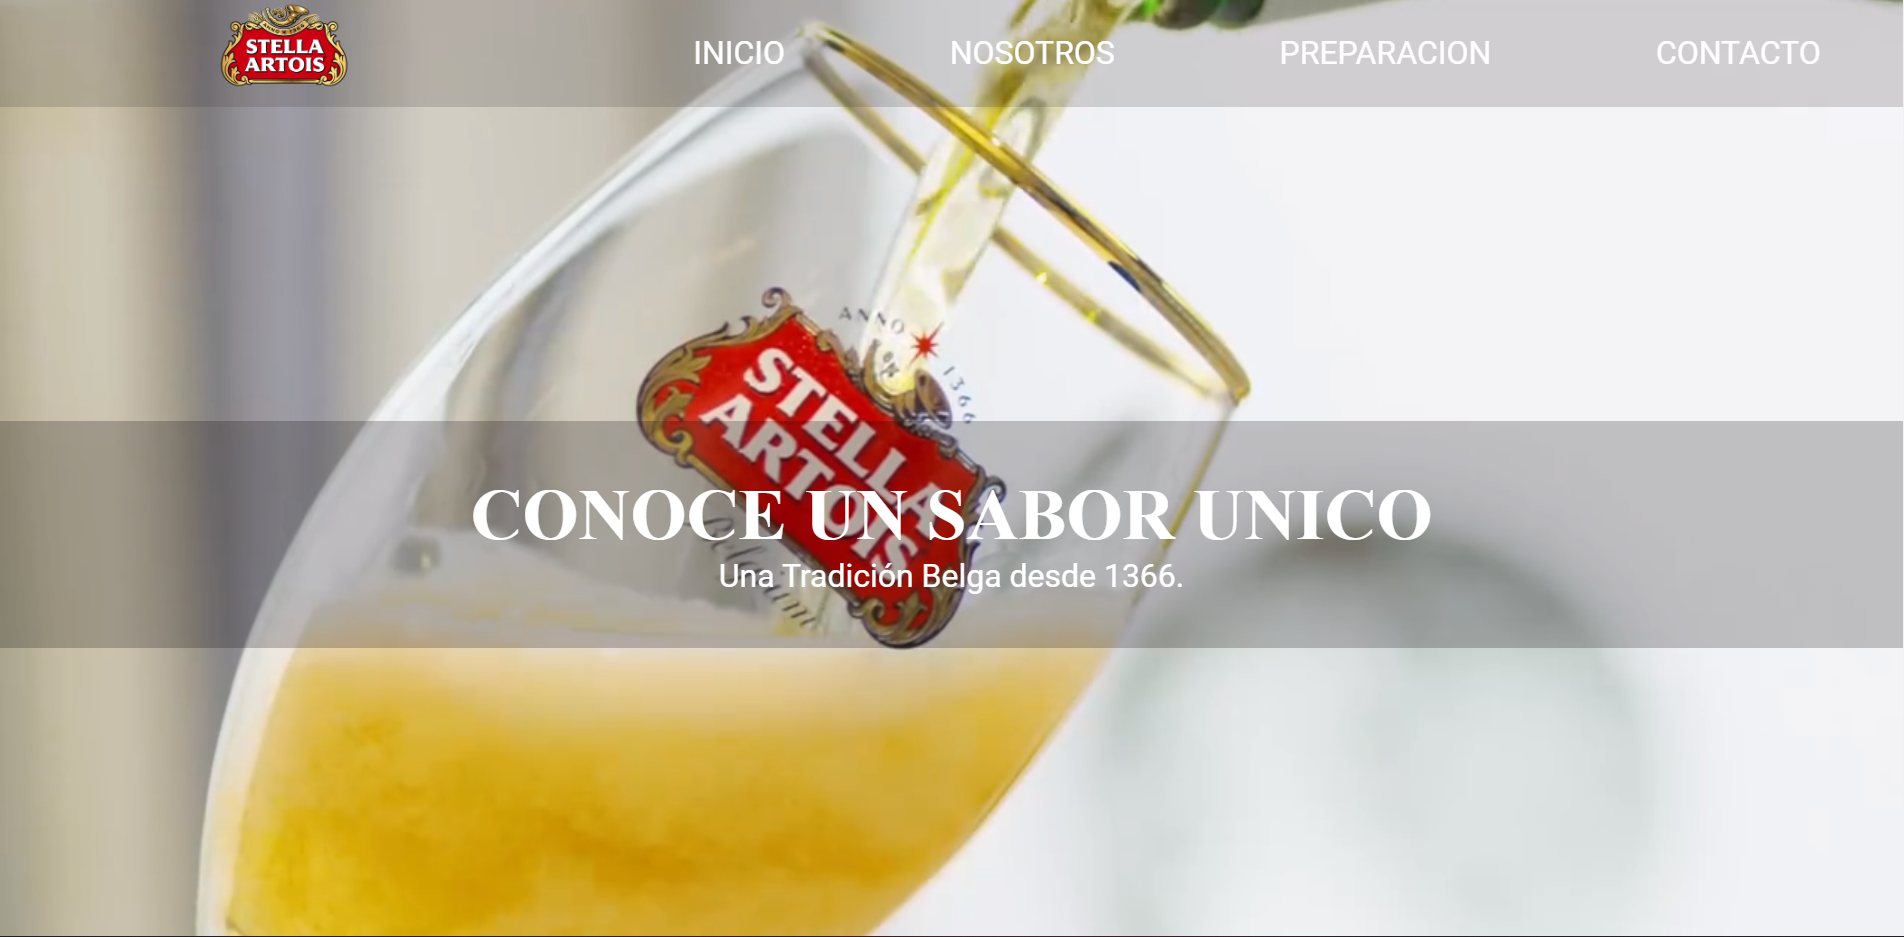 STELLA
ARTOIS
INICIO
NOSOTROS
PREPARACION
CONTACTO
ANNO 1366
STELLA
ARTOIS
CONOCE UN SABOR UNICO
Una Tradición Belga desde 1366.